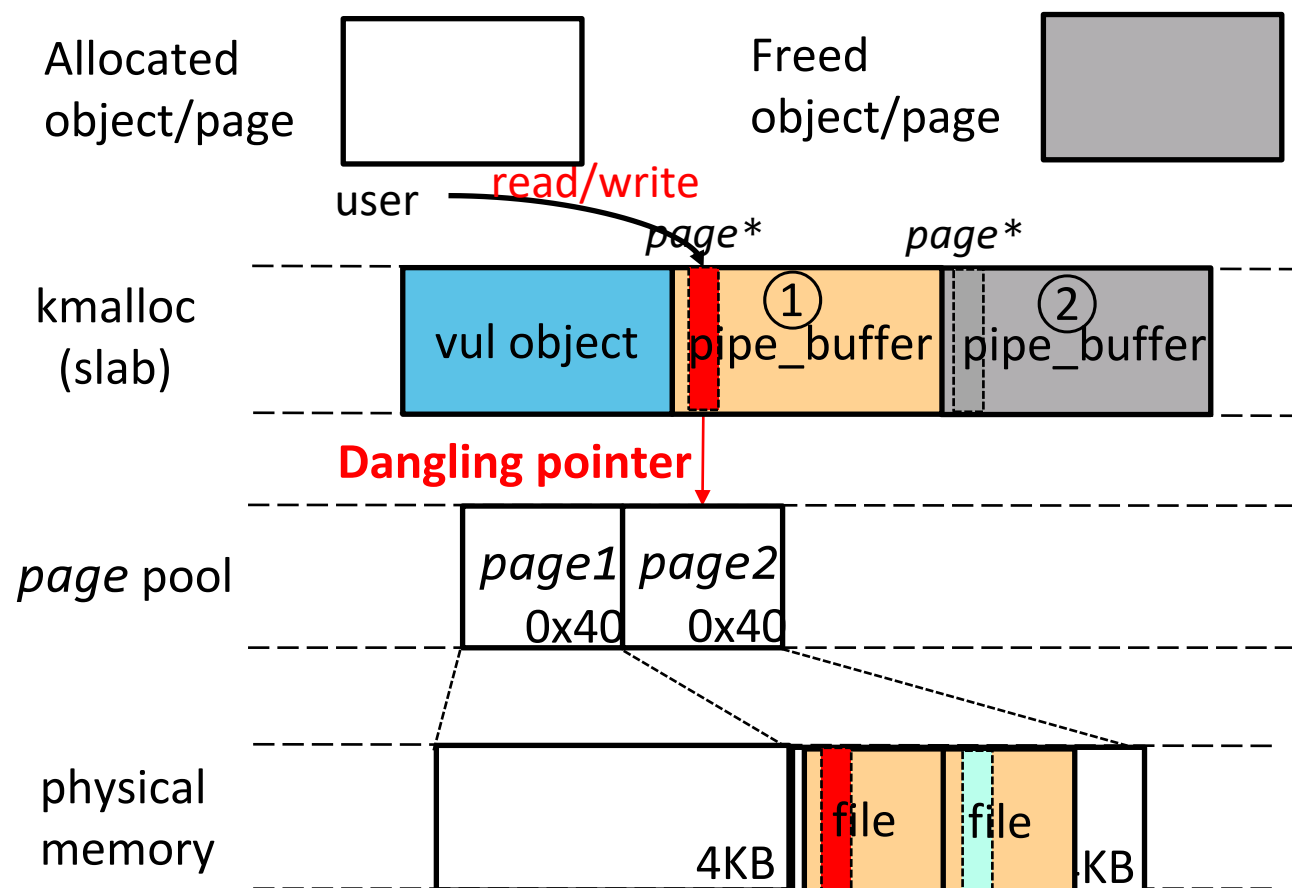 Allocated
object/page
Freed
object/page
user
read/write
page*
page*
kmalloc
(slab)
vul object
1
pipe_buffer
2
pipe_buffer
Dangling pointer
page pool
page1
0x40
page2
0x40
physical
memory
4KB
file
file
KB